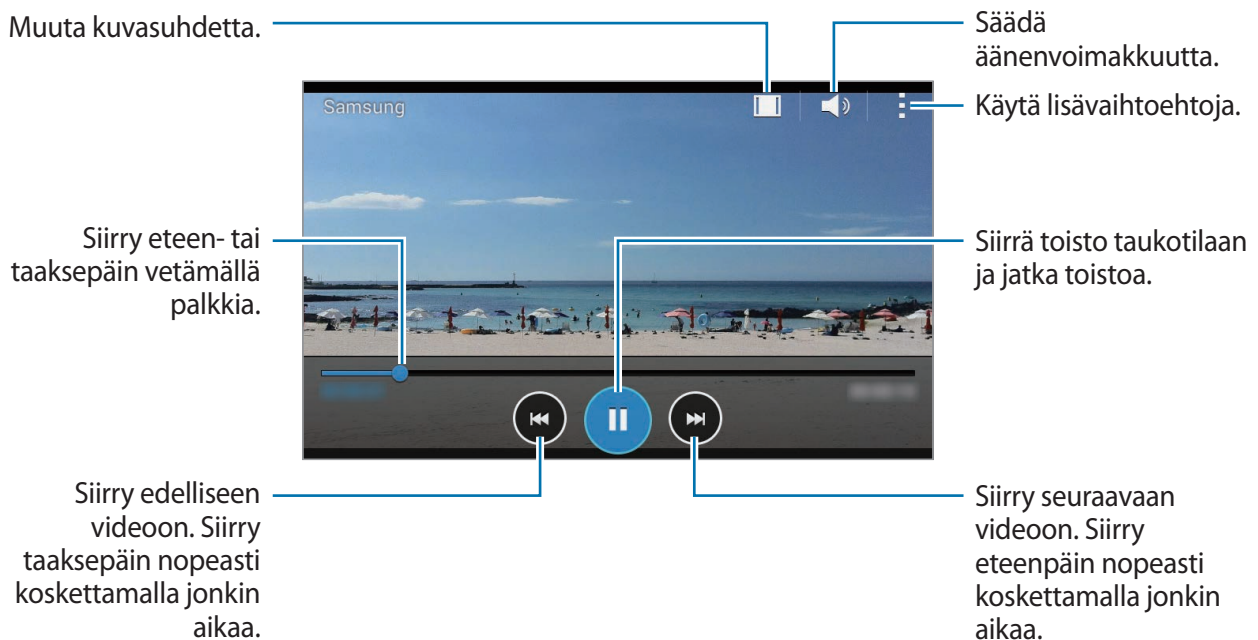 Muuta kuvasuhdetta.
Säädä
äänenvoimakkuutta.
Samsung
Käytä lisävaihtoehtoja.
Siirry eteen- tai
taaksepäin vetämällä
palkkia.
Siirrä toisto taukotilaan
ja jatka toistoa.
Siirry edelliseen
videoon. Siirry
taaksepäin nopeasti
koskettamalla jonkin
aikaa.
Siirry seuraavaan
videoon. Siirry
eteenpäin nopeasti
koskettamalla jonkin
aikaa.